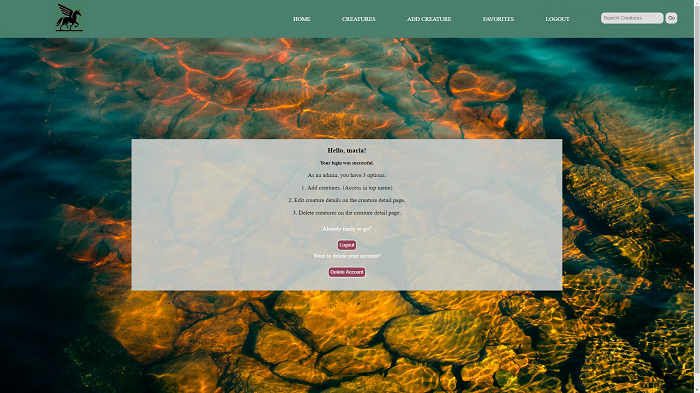 HOME
CREATURES
ADD CREATURE
FAVORITES
LOGOUT
Search Creatures
Go
Hello, maria!
Your login was successful.
As an admin, you have 3 options:
1. Add creatures. (Access in top menu)
2. Edit creature details on the creature detail page.
3. Delete creatures on the creature detail page.
Already ready to go?
Logout
Want to delete your account?
Delete Account